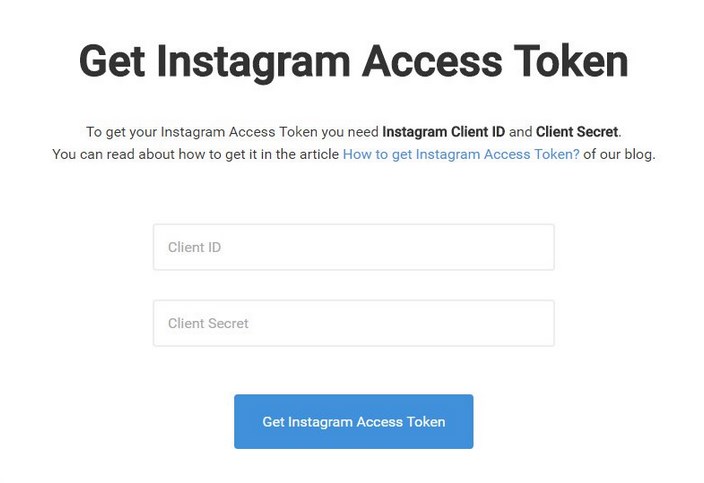 Get Instagram Access Token
To get your Instagram Access Token you need Instagram Client ID and Client Secret.
You can read about how to get it in the article How to get Instagram Access Token? of our blog.
Client ID
Client Secret
Get Instagram Access Token